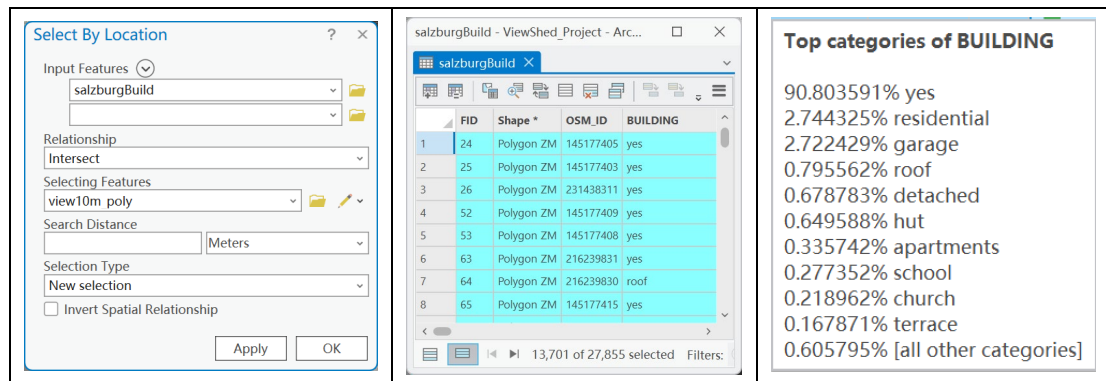 Select By Location ? ×
Input Features
salzburgBuild
Relationship
Intersect
Selecting Features
view10m_poly
Search Distance
Meters
Selection Type
New selection
Invert Spatial Relationship
Apply OK
salzburgBuild - ViewShed_Project - Arc... □ ×
salzburgBuild ×
FID Shape * OSM_ID BUILDING
1 24 Polygon ZM 145177405 yes
2 25 Polygon ZM 145177403 yes
3 26 Polygon ZM 231438311 yes
4 52 Polygon ZM 145177409 yes
5 53 Polygon ZM 145177408 yes
6 63 Polygon ZM 216239831 yes
7 64 Polygon ZM 216239830 roof
8 65 Polygon ZM 145177415 yes
13,701 of 27,855 selected Filters:
Top categories of BUILDING
90.803591% yes
2.744325% residential
2.722429% garage
0.795562% roof
0.678783% detached
0.649588% hut
0.335742% apartments
0.277352% school
0.218962% church
0.167871% terrace
0.605795% [all other categories]